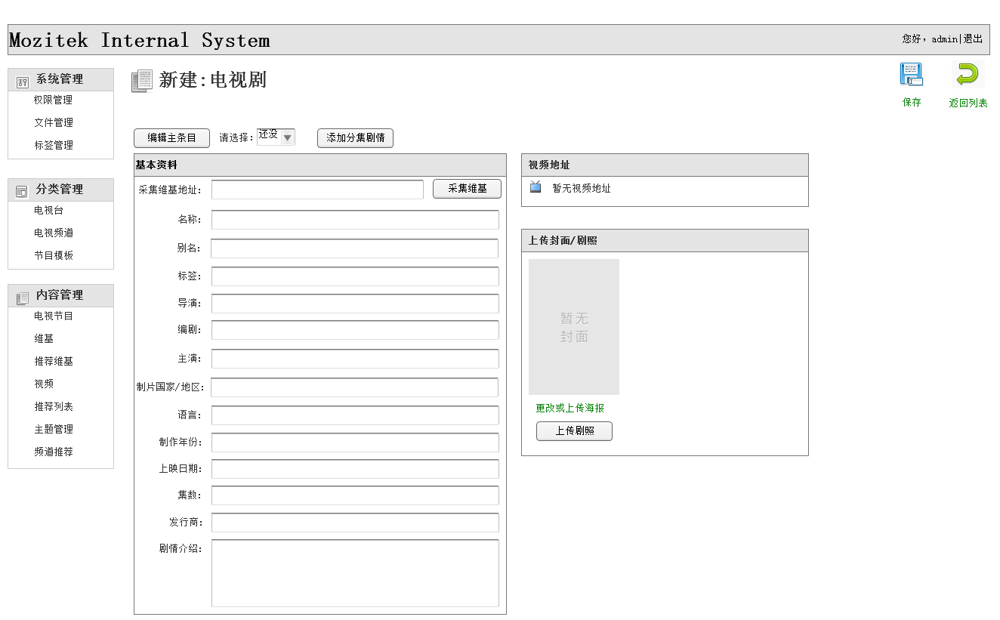 Mozitek Internal System
您好，admin|退出
系统管理
权限管理
文件管理
标签管理
分类管理
电视台
电视频道
节目模板
内容管理
电视节目
维基
推荐维基
视频
推荐列表
主题管理
频道推荐
新建:电视剧
保存
返回列表
编辑主条目
请选择:
还没
添加分集剧情
基本资料
采集维基地址:
采集维基
名称:
别名:
标签:
导演:
编剧:
主演:
制片国家/地区:
语言:
制作年份:
上映日期:
集数:
发行商:
剧情介绍:
视频地址
暂无视频地址
上传封面/剧照
暂无
封面
更改或上传海报
上传剧照